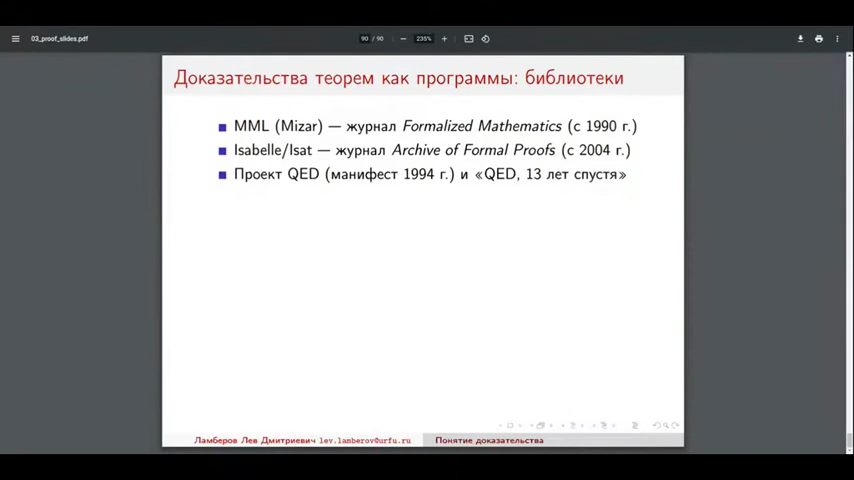 03_proof_slides.pdf
90 / 90
235%
Доказательства теорем как программы: библиотеки
MML (Mizar) — журнал Formalized Mathematics (с 1990 г.)
Isabelle/Isat — журнал Archive of Formal Proofs (с 2004 г.)
Проект QED (манифест 1994 г.) и «QED, 13 лет спустя»
Ламберов Лев Дмитриевич lev.lamberov@urfu.ru
Понятие доказательства